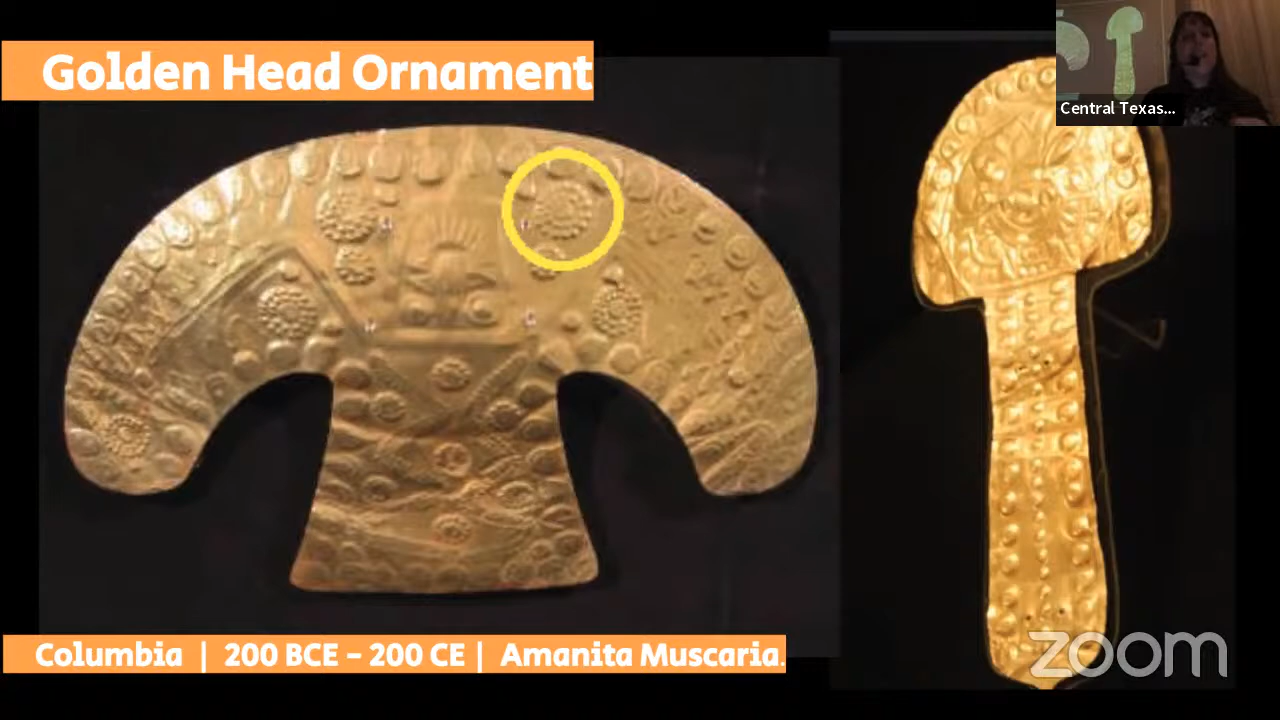 Golden Head Ornament
Central Texas...
Columbia | 200 BCE – 200 CE | Amanita Muscaria.
zoom